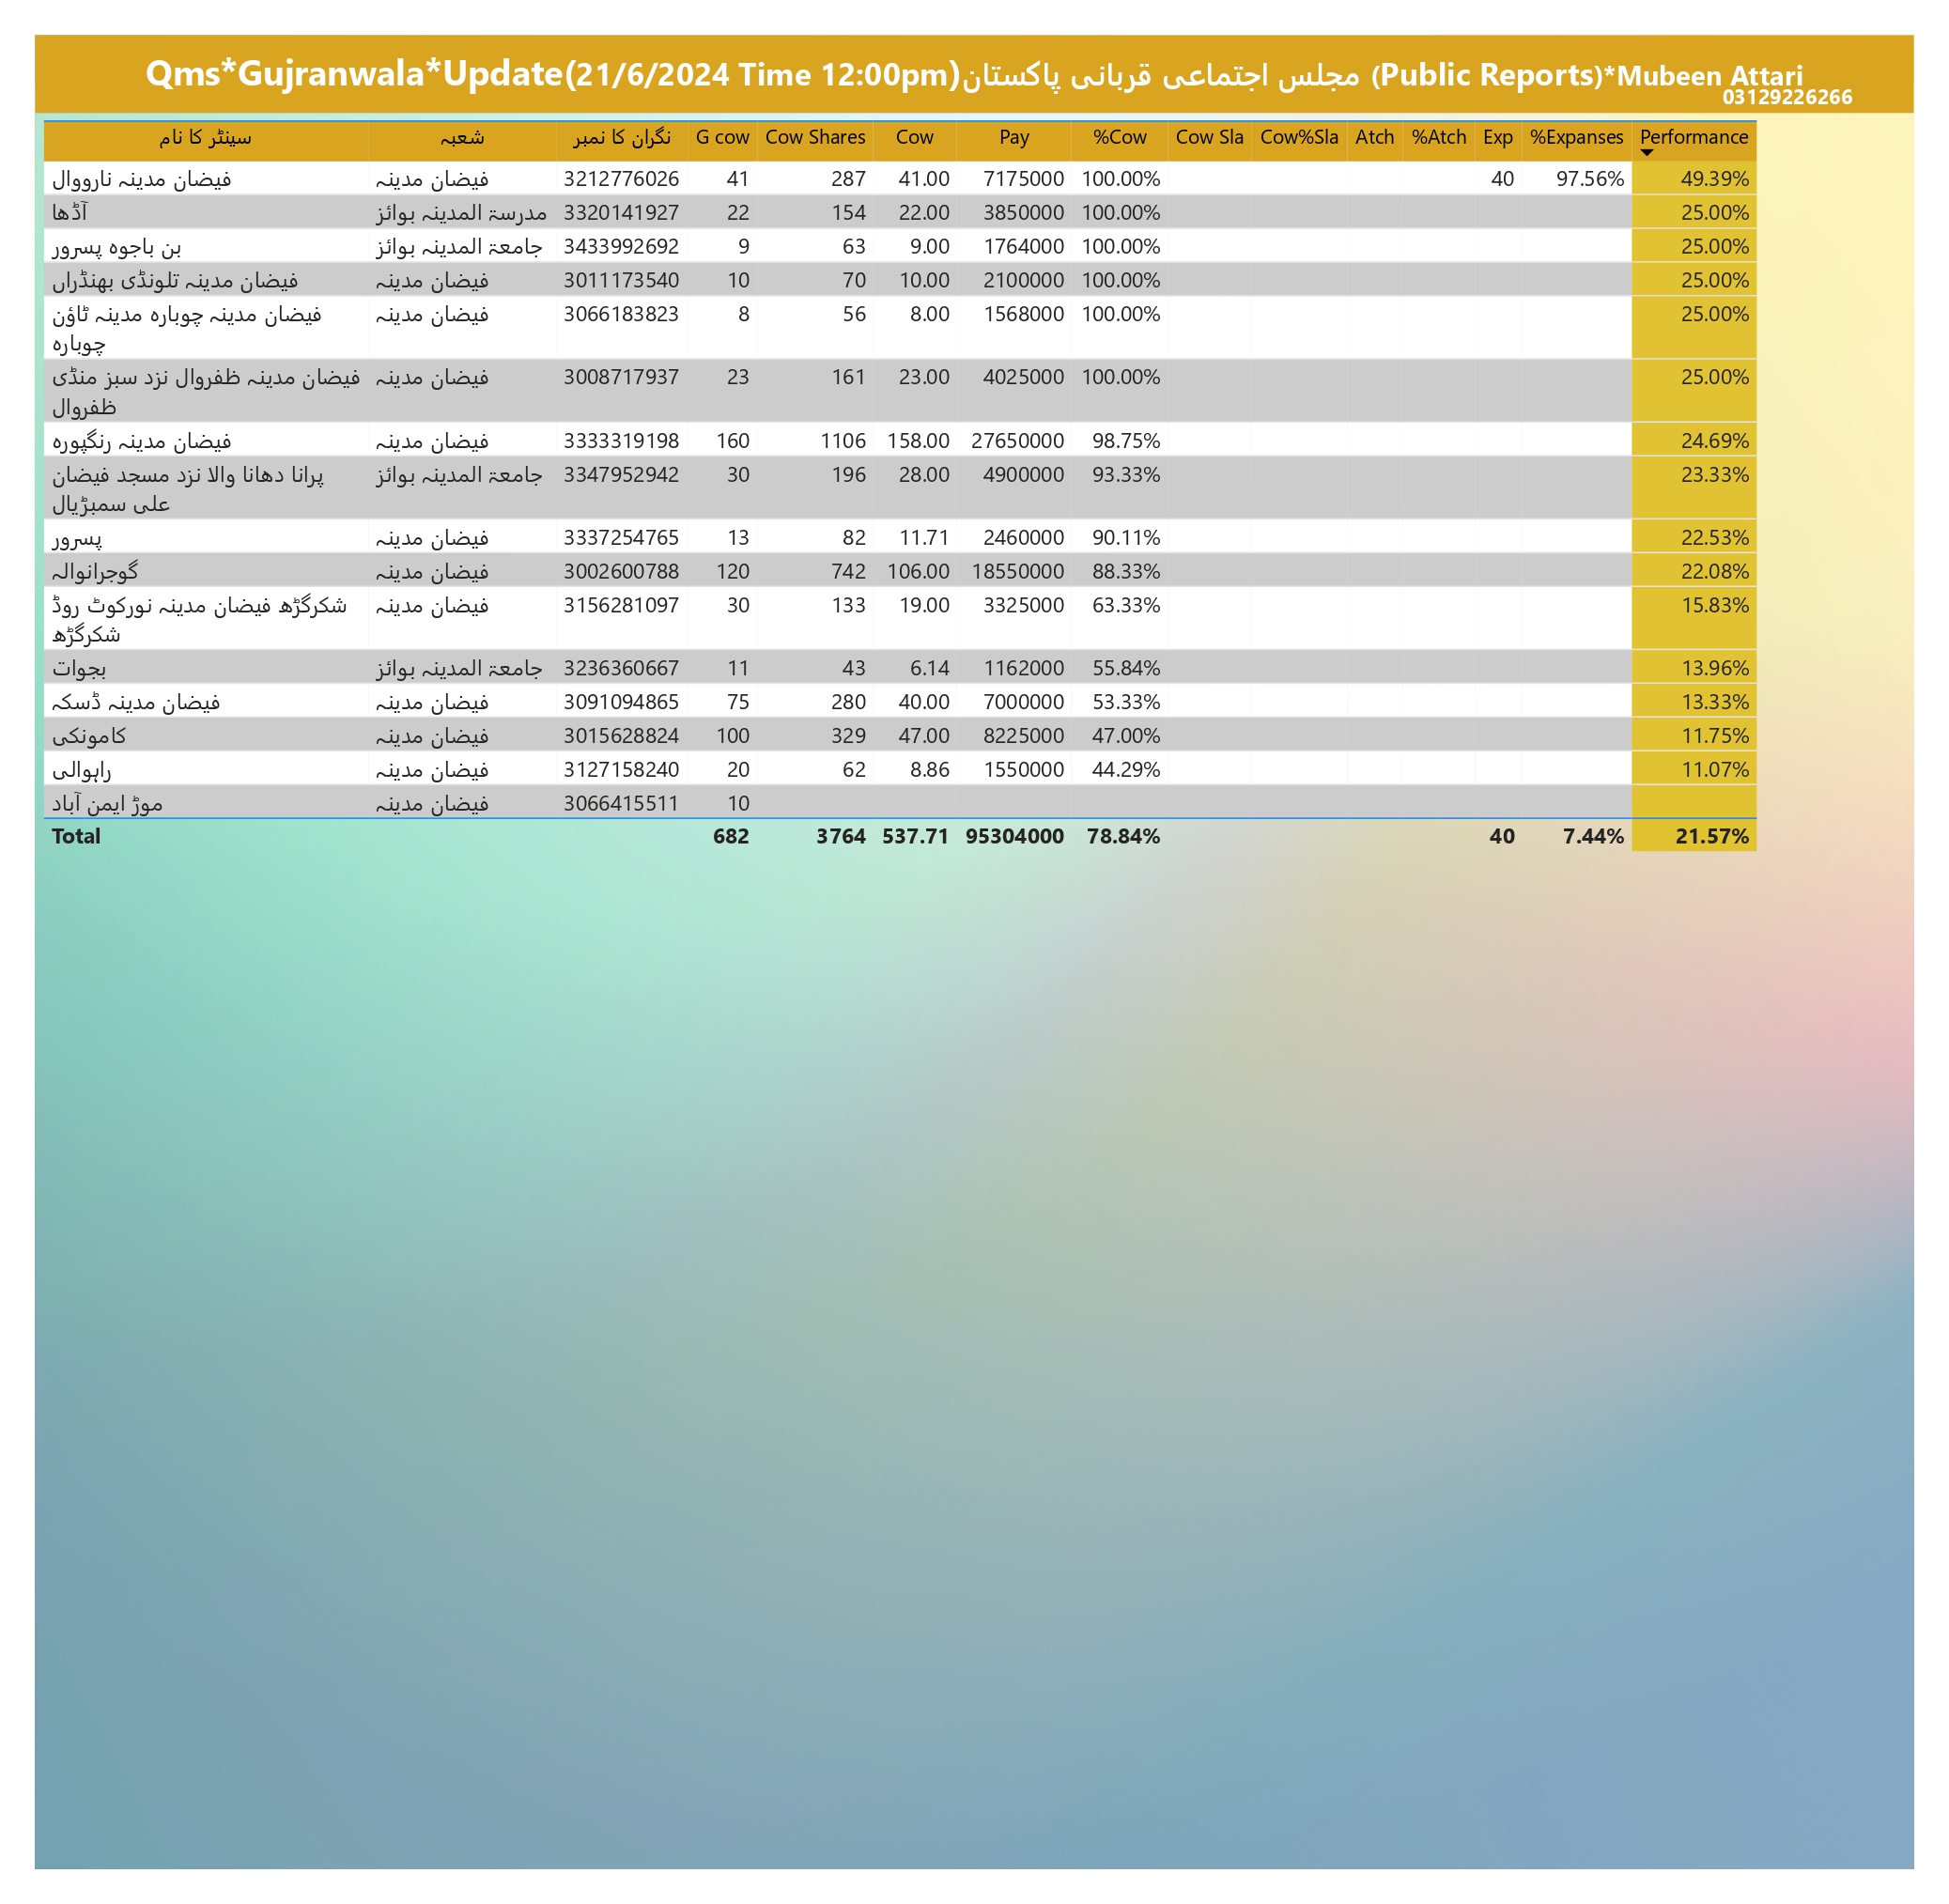 Qms*Gujranwala*Update(21/6/2024 Time 12:00pm)مجلس اجتماعی قربانی پاکستان (Public Reports)*Mubeen Attari
03129226266
سینٹر کا نام شعبہ نگران کا نمبر G cow Cow Shares Cow Pay %Cow Cow Sla Cow%Sla Atch %Atch Exp %Expanses Performance
فیضان مدینہ نارووال فیضان مدینہ 3212776026 41 287 41.00 7175000 100.00% 40 97.56% 49.39%
آڈھا مدرسۃ المدینہ بوائز 3320141927 22 154 22.00 3850000 100.00% 25.00%
بن باجوہ پسرور جامعۃ المدینہ بوائز 3433992692 9 63 9.00 1764000 100.00% 25.00%
فیضان مدینہ تلونڈی بھنڈراں فیضان مدینہ 3011173540 10 70 10.00 2100000 100.00% 25.00%
فیضان مدینہ چوبارہ مدینہ ٹاؤن فیضان مدینہ 3066183823 8 56 8.00 1568000 100.00% 25.00%
چوبارہ
فیضان مدینہ ظفروال نزد سبز منڈی فیضان مدینہ 3008717937 23 161 23.00 4025000 100.00% 25.00%
ظفروال
فیضان مدینہ رنگپورہ فیضان مدینہ 3333319198 160 1106 158.00 27650000 98.75% 24.69%
پرانا دھانا والا نزد مسجد فیضان جامعۃ المدینہ بوائز 3347952942 30 196 28.00 4900000 93.33% 23.33%
علی سمبڑیال
پسرور فیضان مدینہ 3337254765 13 82 11.71 2460000 90.11% 22.53%
گوجرانوالہ فیضان مدینہ 3002600788 120 742 106.00 18550000 88.33% 22.08%
شکرگڑھ فیضان مدینہ نورکوٹ روڈ فیضان مدینہ 3156281097 30 133 19.00 3325000 63.33% 15.83%
شکرگڑھ
بجوات جامعۃ المدینہ بوائز 3236360667 11 43 6.14 1162000 55.84% 13.96%
فیضان مدینہ ڈسکہ فیضان مدینہ 3091094865 75 280 40.00 7000000 53.33% 13.33%
کامونکی فیضان مدینہ 3015628824 100 329 47.00 8225000 47.00% 11.75%
راہوالی فیضان مدینہ 3127158240 20 62 8.86 1550000 44.29% 11.07%
موڑ ایمن آباد فیضان مدینہ 3066415511 10
Total 682 3764 537.71 95304000 78.84% 40 7.44% 21.57%